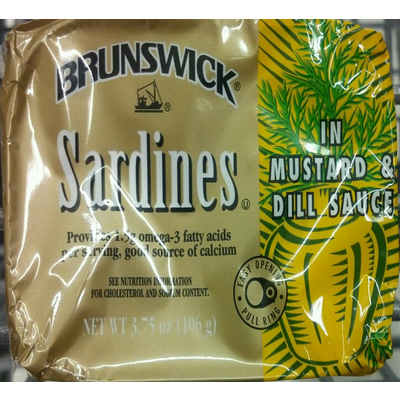 BRUNSWICK®
®
Sardines Ⓤ
IN
MUSTARD &
DILL SAUCE
Provides 1.5g omega-3 fatty acids
per serving, good source of calcium
SEE NUTRITION INFORMATION
FOR CHOLESTEROL AND SODIUM CONTENT.
EASY OPENING
PULL RING
NET WT 3.75 oz (106 g)